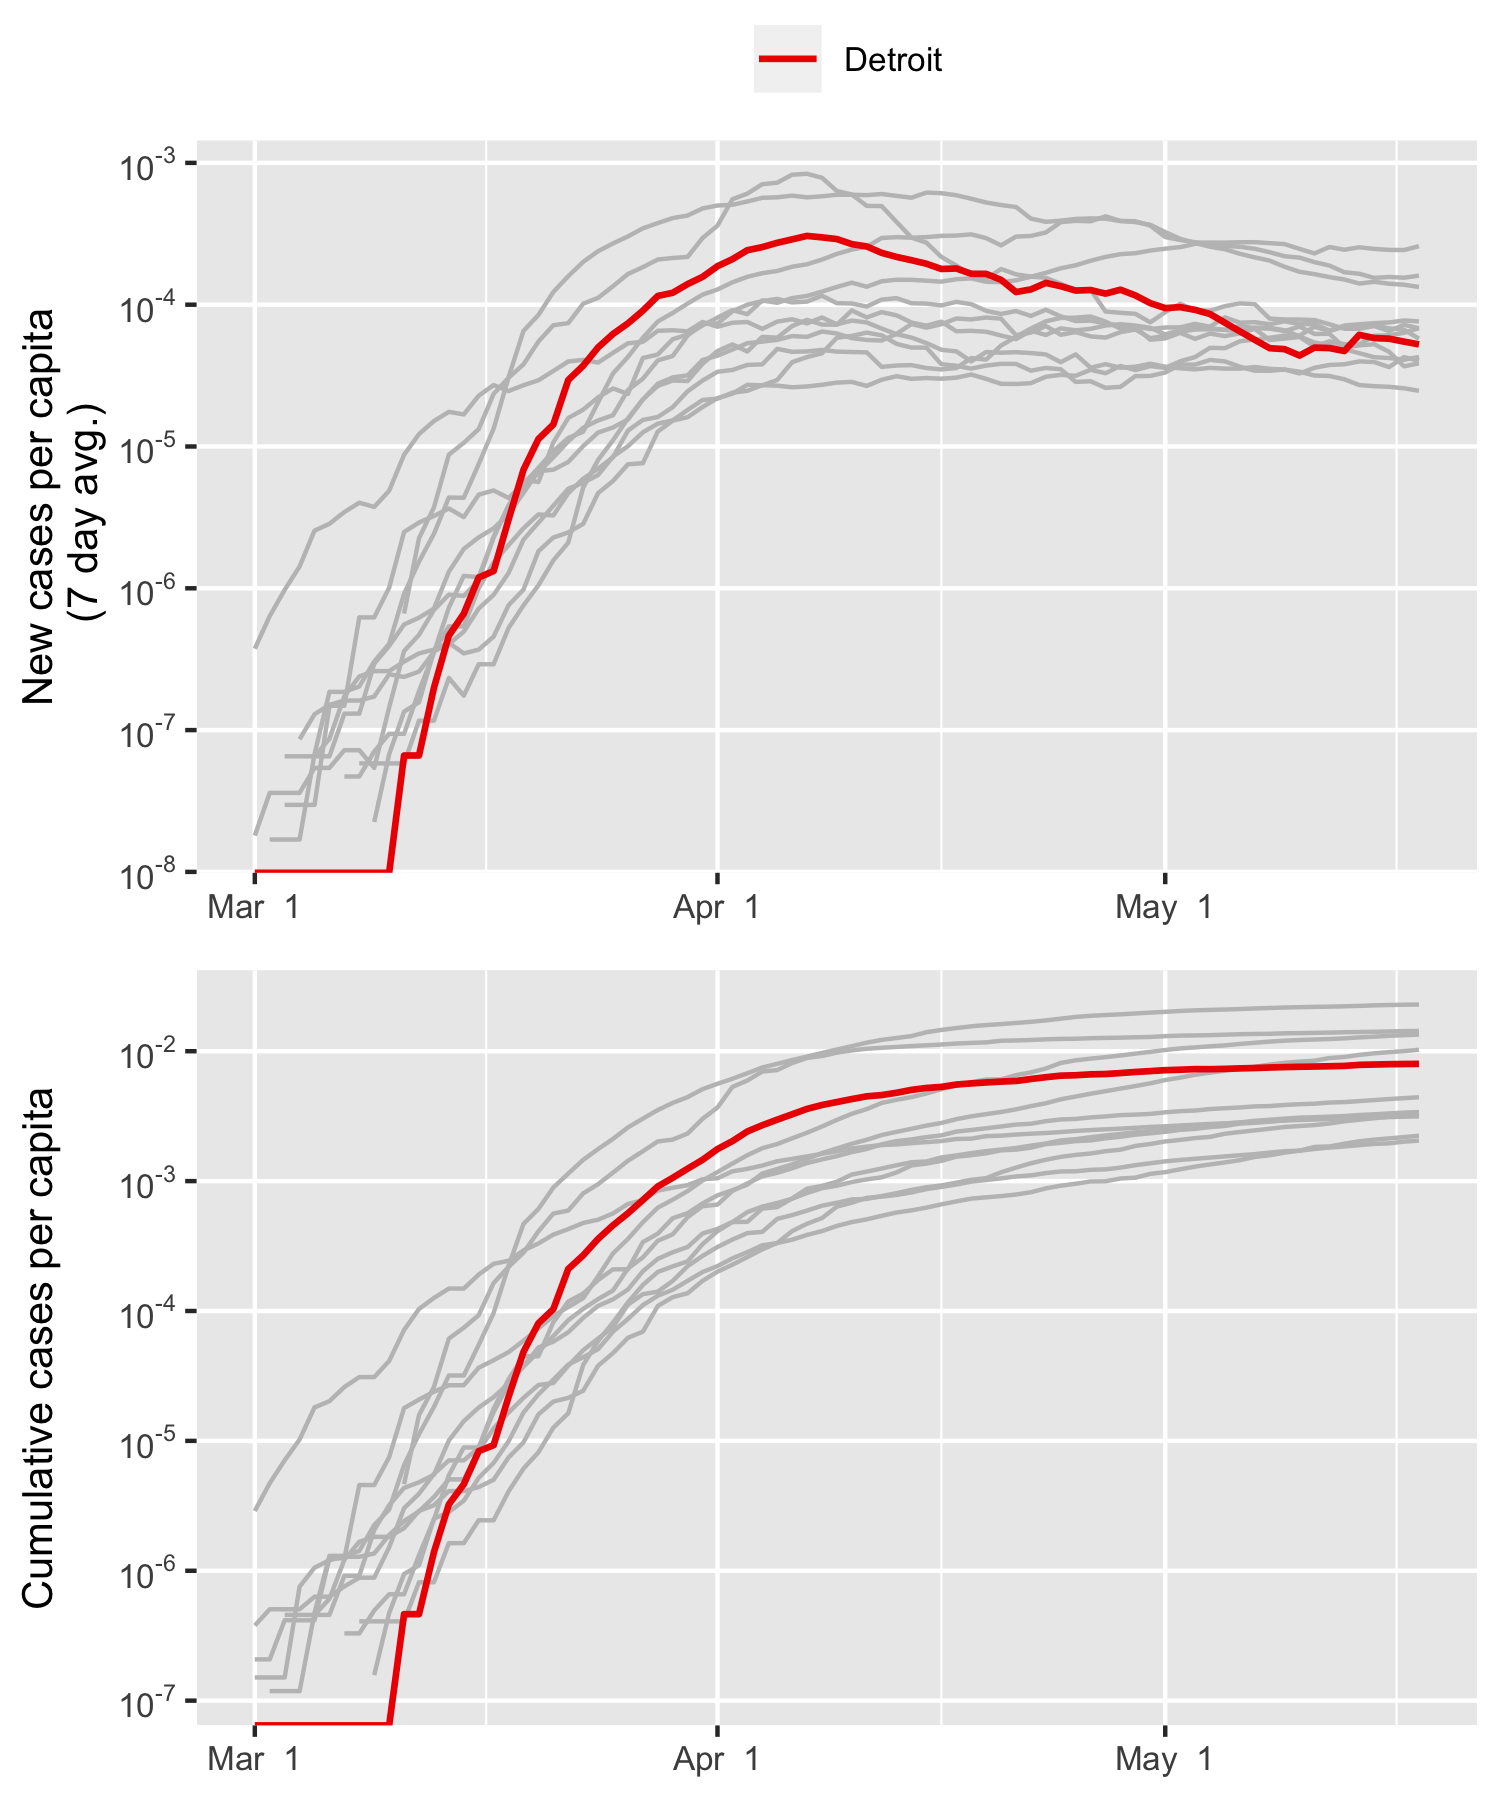 Detroit
New cases per capita
(7 day avg.)
10⁻³
10⁻⁴
10⁻⁵
10⁻⁶
10⁻⁷
10⁻⁸
Mar 1 Apr 1 May 1
Cumulative cases per capita
10⁻²
10⁻³
10⁻⁴
10⁻⁵
10⁻⁶
10⁻⁷
Mar 1 Apr 1 May 1